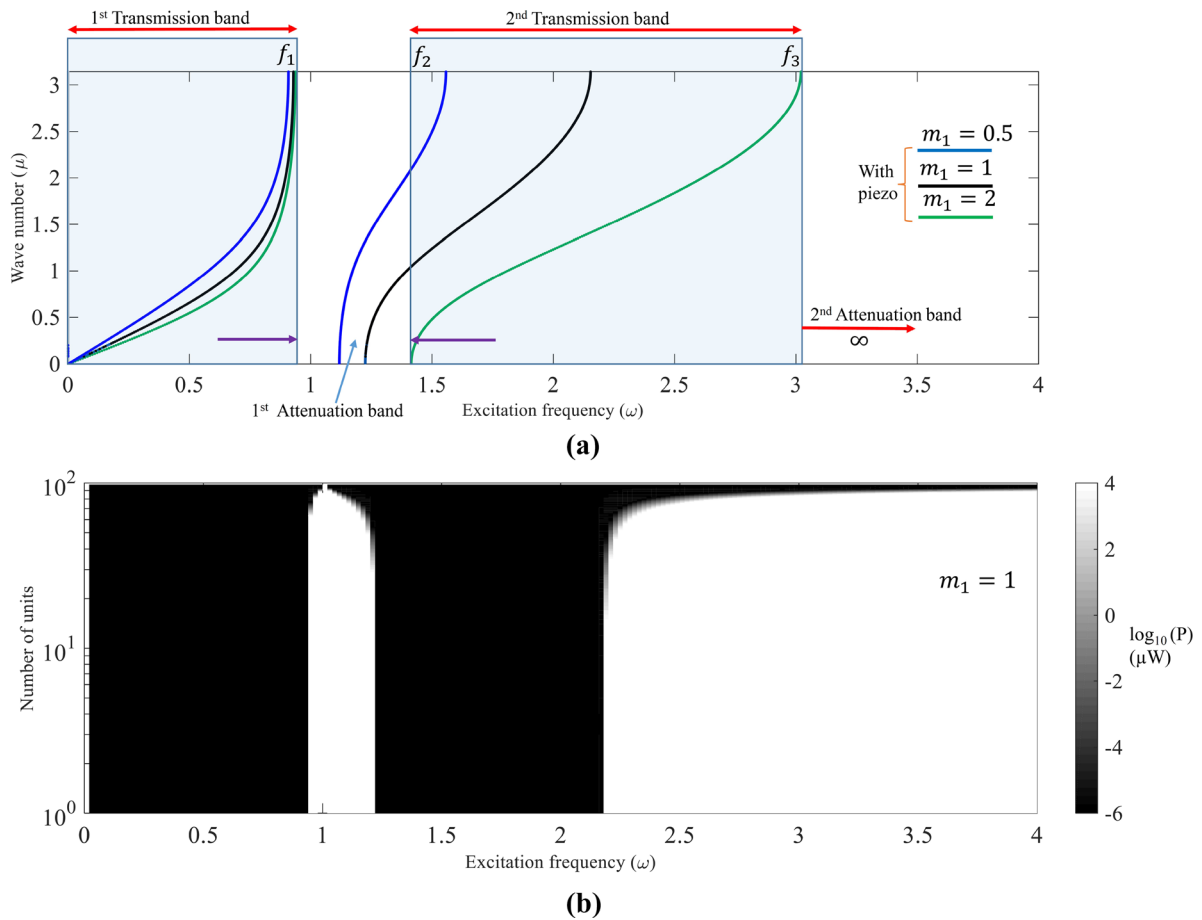 1st Transmission band
2nd Transmission band
f1
f2
f3
3
2.5
2
1.5
1
0.5
0
Wave number (μ)
m1 = 0.5
With piezo
m1 = 1
m1 = 2
2nd Attenuation band
∞
0
0.5
1
1.5
2
2.5
3
3.5
4
1st Attenuation band
Excitation frequency (ω)
(a)
10^2
10^1
10^0
Number of units
m1 = 1
4
2
0
-2
-4
-6
log10(P)
(μW)
0
0.5
1
1.5
2
2.5
3
3.5
4
Excitation frequency (ω)
(b)